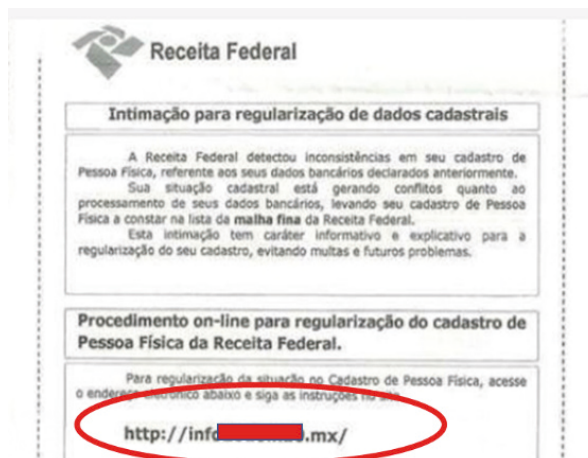 Receita Federal
Intimação para regularização de dados cadastrais
A Receita Federal detectou inconsistências em seu cadastro de
Pessoa Física, referente aos seus dados bancários declarados anteriormente.
Sua situação cadastral está gerando conflitos quanto ao
processamento de seus dados bancários, levando seu cadastro de Pessoa
Física a constar na lista da malha fina da Receita Federal.
Esta intimação tem caráter informativo e explicativo para a
regularização do seu cadastro, evitando multas e futuros problemas.
Procedimento on-line para regularização do cadastro de
Pessoa Física da Receita Federal.
Para regularização da situação no Cadastro de Pessoa Física, acesse
o endereço eletrônico abaixo e siga as instruções no site
http://info .mx/